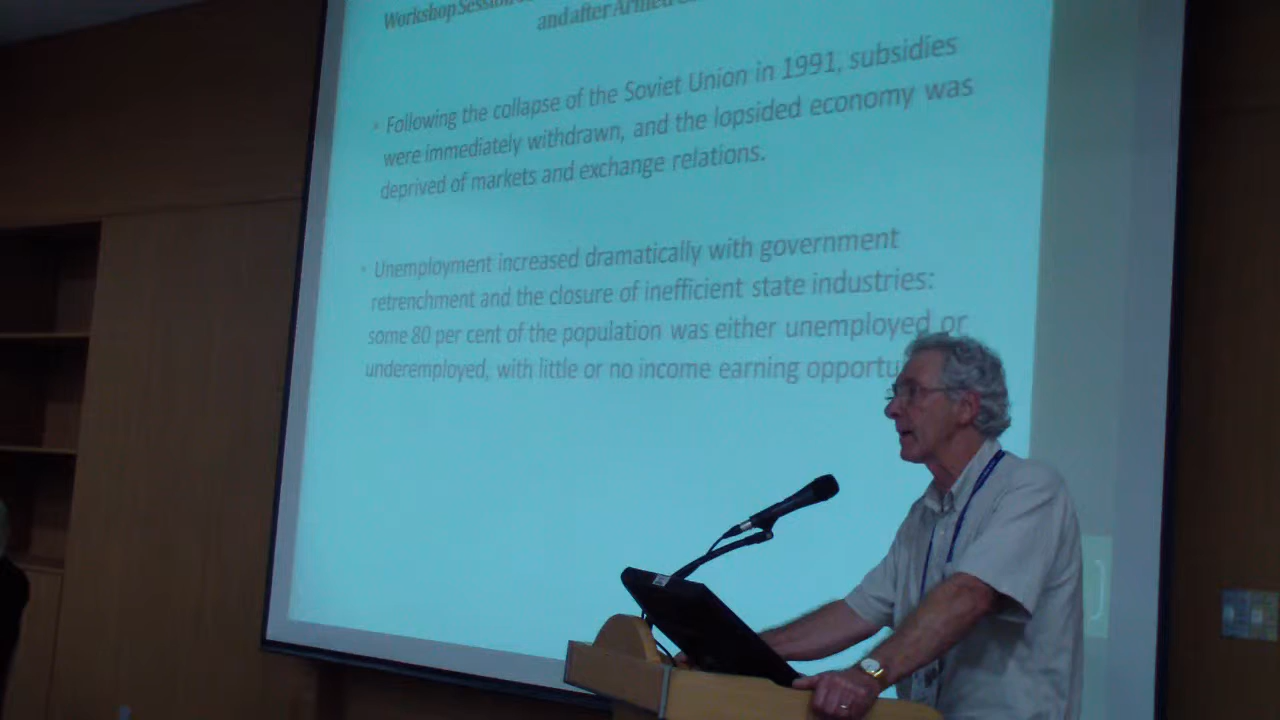 Workshop Session
and after Armed
• Following the collapse of the Soviet Union in 1991, subsidies
were immediately withdrawn, and the lopsided economy was
deprived of markets and exchange relations.
• Unemployment increased dramatically with government
retrenchment and the closure of inefficient state industries:
some 80 per cent of the population was either unemployed or
underemployed, with little or no income earning opportu